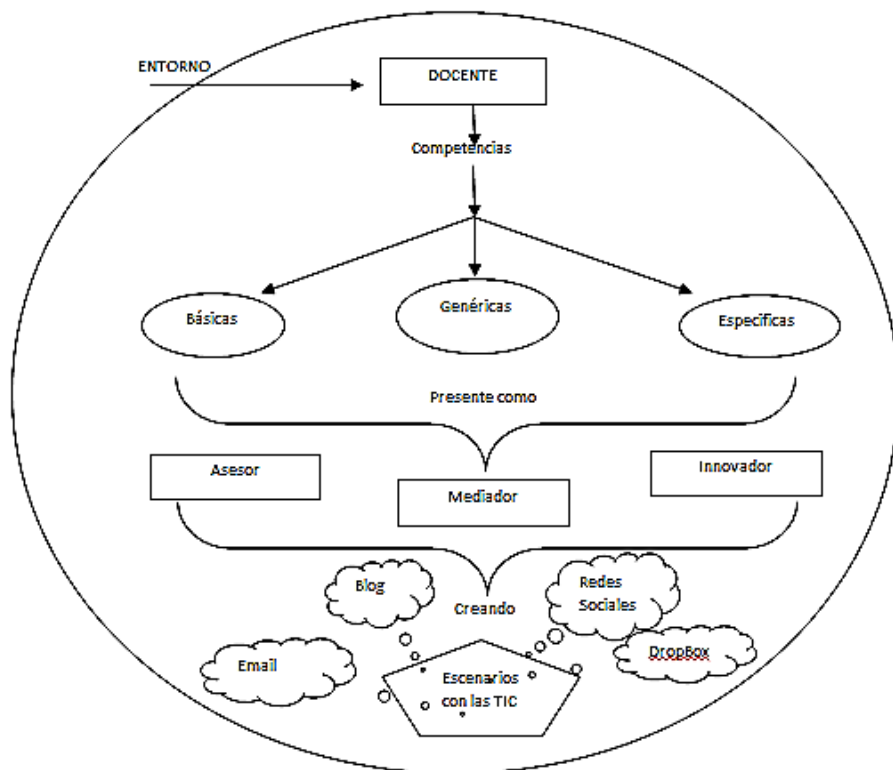 ENTORNO
DOCENTE
Competencias
Básicas
Genéricas
Específicas
Presente como
Asesor
Mediador
Innovador
Blog
Creando
Redes
Sociales
Email
Escenarios
con las TIC
DropBox